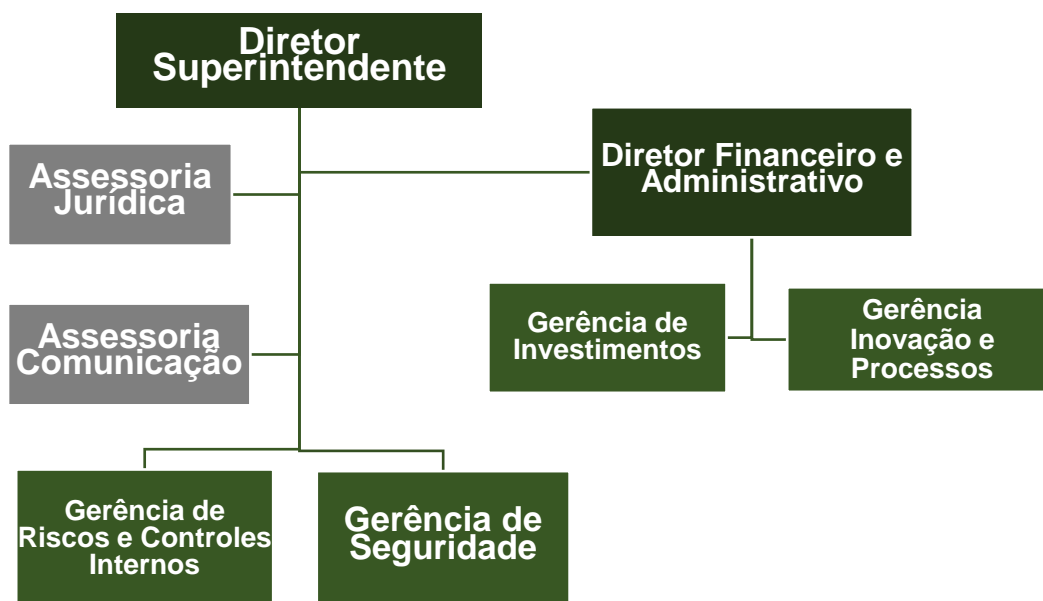 Diretor
Superintendente
Diretor Financeiro e
Administrativo
Assessoria
Jurídica
Assessoria
Comunicação
Gerência de
Investimentos
Gerência
Inovação e
Processos
Gerência de
Riscos e Controles
Internos
Gerência de
Seguridade